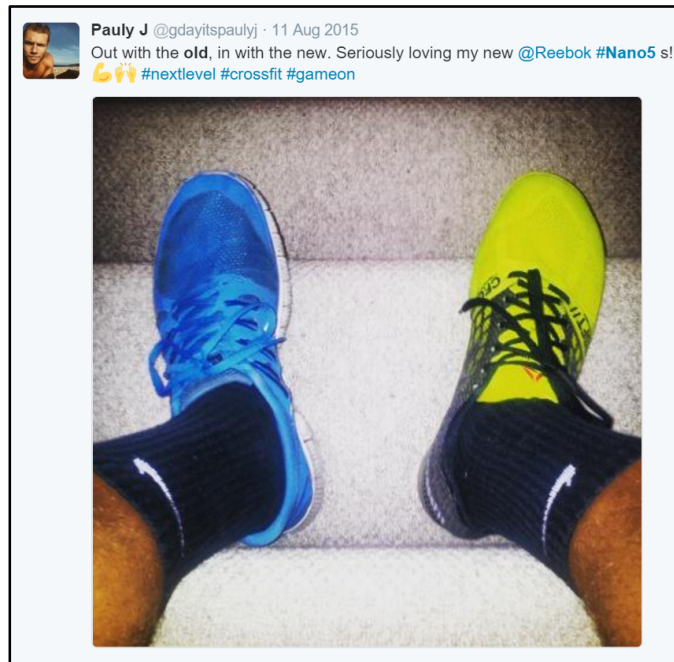 Pauly J @gdayitspaulyj · 11 Aug 2015
Out with the old, in with the new. Seriously loving my new @Reebok #Nano5 s!
💪🙌 #nextlevel #crossfit #gameon